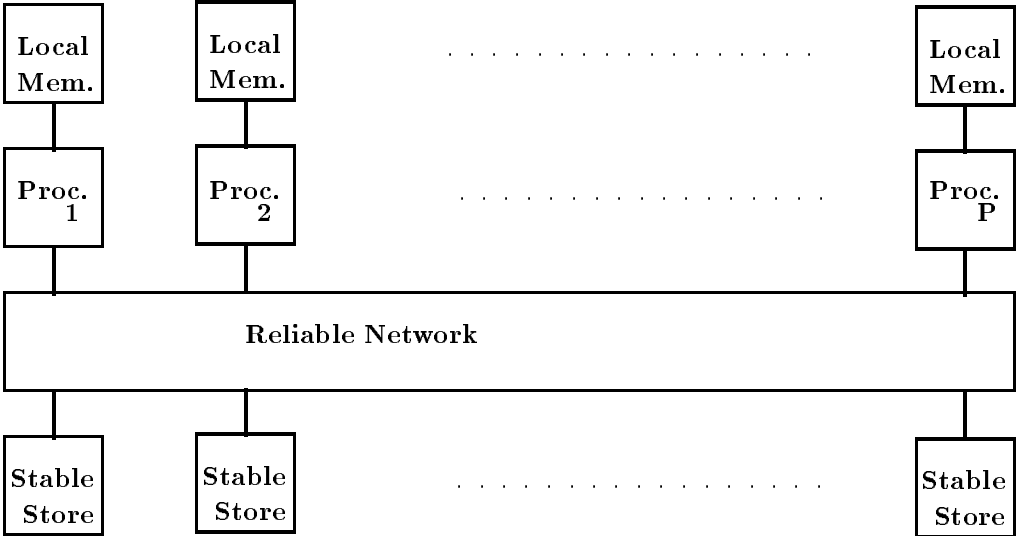 Local
Mem.
Local
Mem.
Local
Mem.
Proc.
1
Proc.
2
Proc.
P
Reliable Network
Stable
Store
Stable
Store
Stable
Store